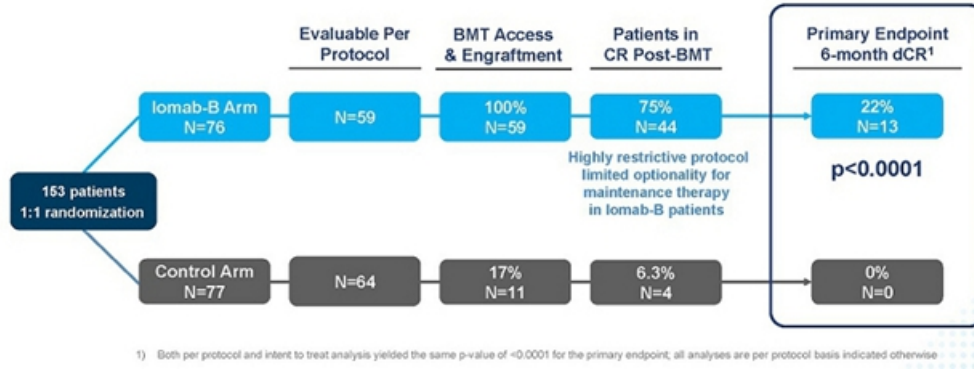 Evaluable Per
Protocol
BMT Access
& Engraftment
Patients in
CR Post-BMT
Primary Endpoint
6-month dCR¹
Iomab-B Arm
N=76
N=59
100%
N=59
75%
N=44
22%
N=13
Highly restrictive protocol
limited optionality for
maintenance therapy
in Iomab-B patients
p<0.0001
153 patients
1:1 randomization
Control Arm
N=77
N=64
17%
N=11
6.3%
N=4
0%
N=0
1) Both per protocol and intent to treat analysis yielded the same p-value of <0.0001 for the primary endpoint; all analyses are per protocol basis indicated otherwise